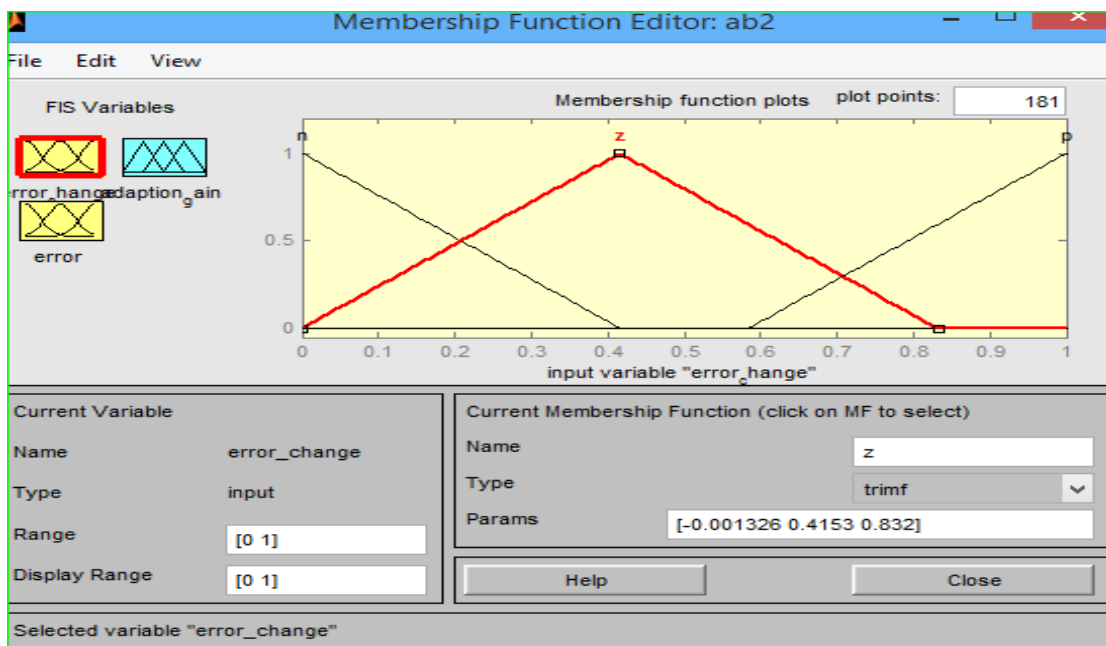 Membership Function Editor: ab2
File Edit View
FIS Variables
Membership function plots plot points: 181
n z p
1
0.5
0
0 0.1 0.2 0.3 0.4 0.5 0.6 0.7 0.8 0.9 1
input variable "error_change"
adaption_gain
error
Current Variable
Name error_change
Type input
Range [0 1]
Display Range [0 1]
Current Membership Function (click on MF to select)
Name z
Type trimf
Params [-0.001326 0.4153 0.832]
Help Close
Selected variable "error_change"